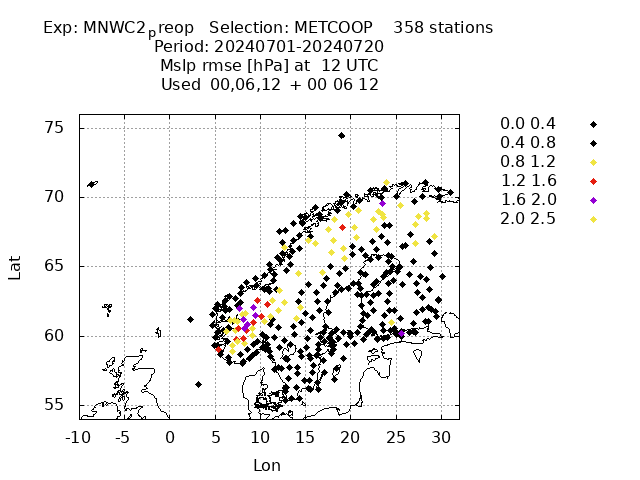 Exp: MNWC2preop   Selection: METCOOP    358 stations
Period: 20240701-20240720
Mslp rmse [hPa] at  12 UTC
Used  00,06,12  + 00 06 12
0.0 0.4
0.4 0.8
0.8 1.2
1.2 1.6
1.6 2.0
2.0 2.5
75
70
65
60
55
Lat
-10 -5 0 5 10 15 20 25 30
Lon